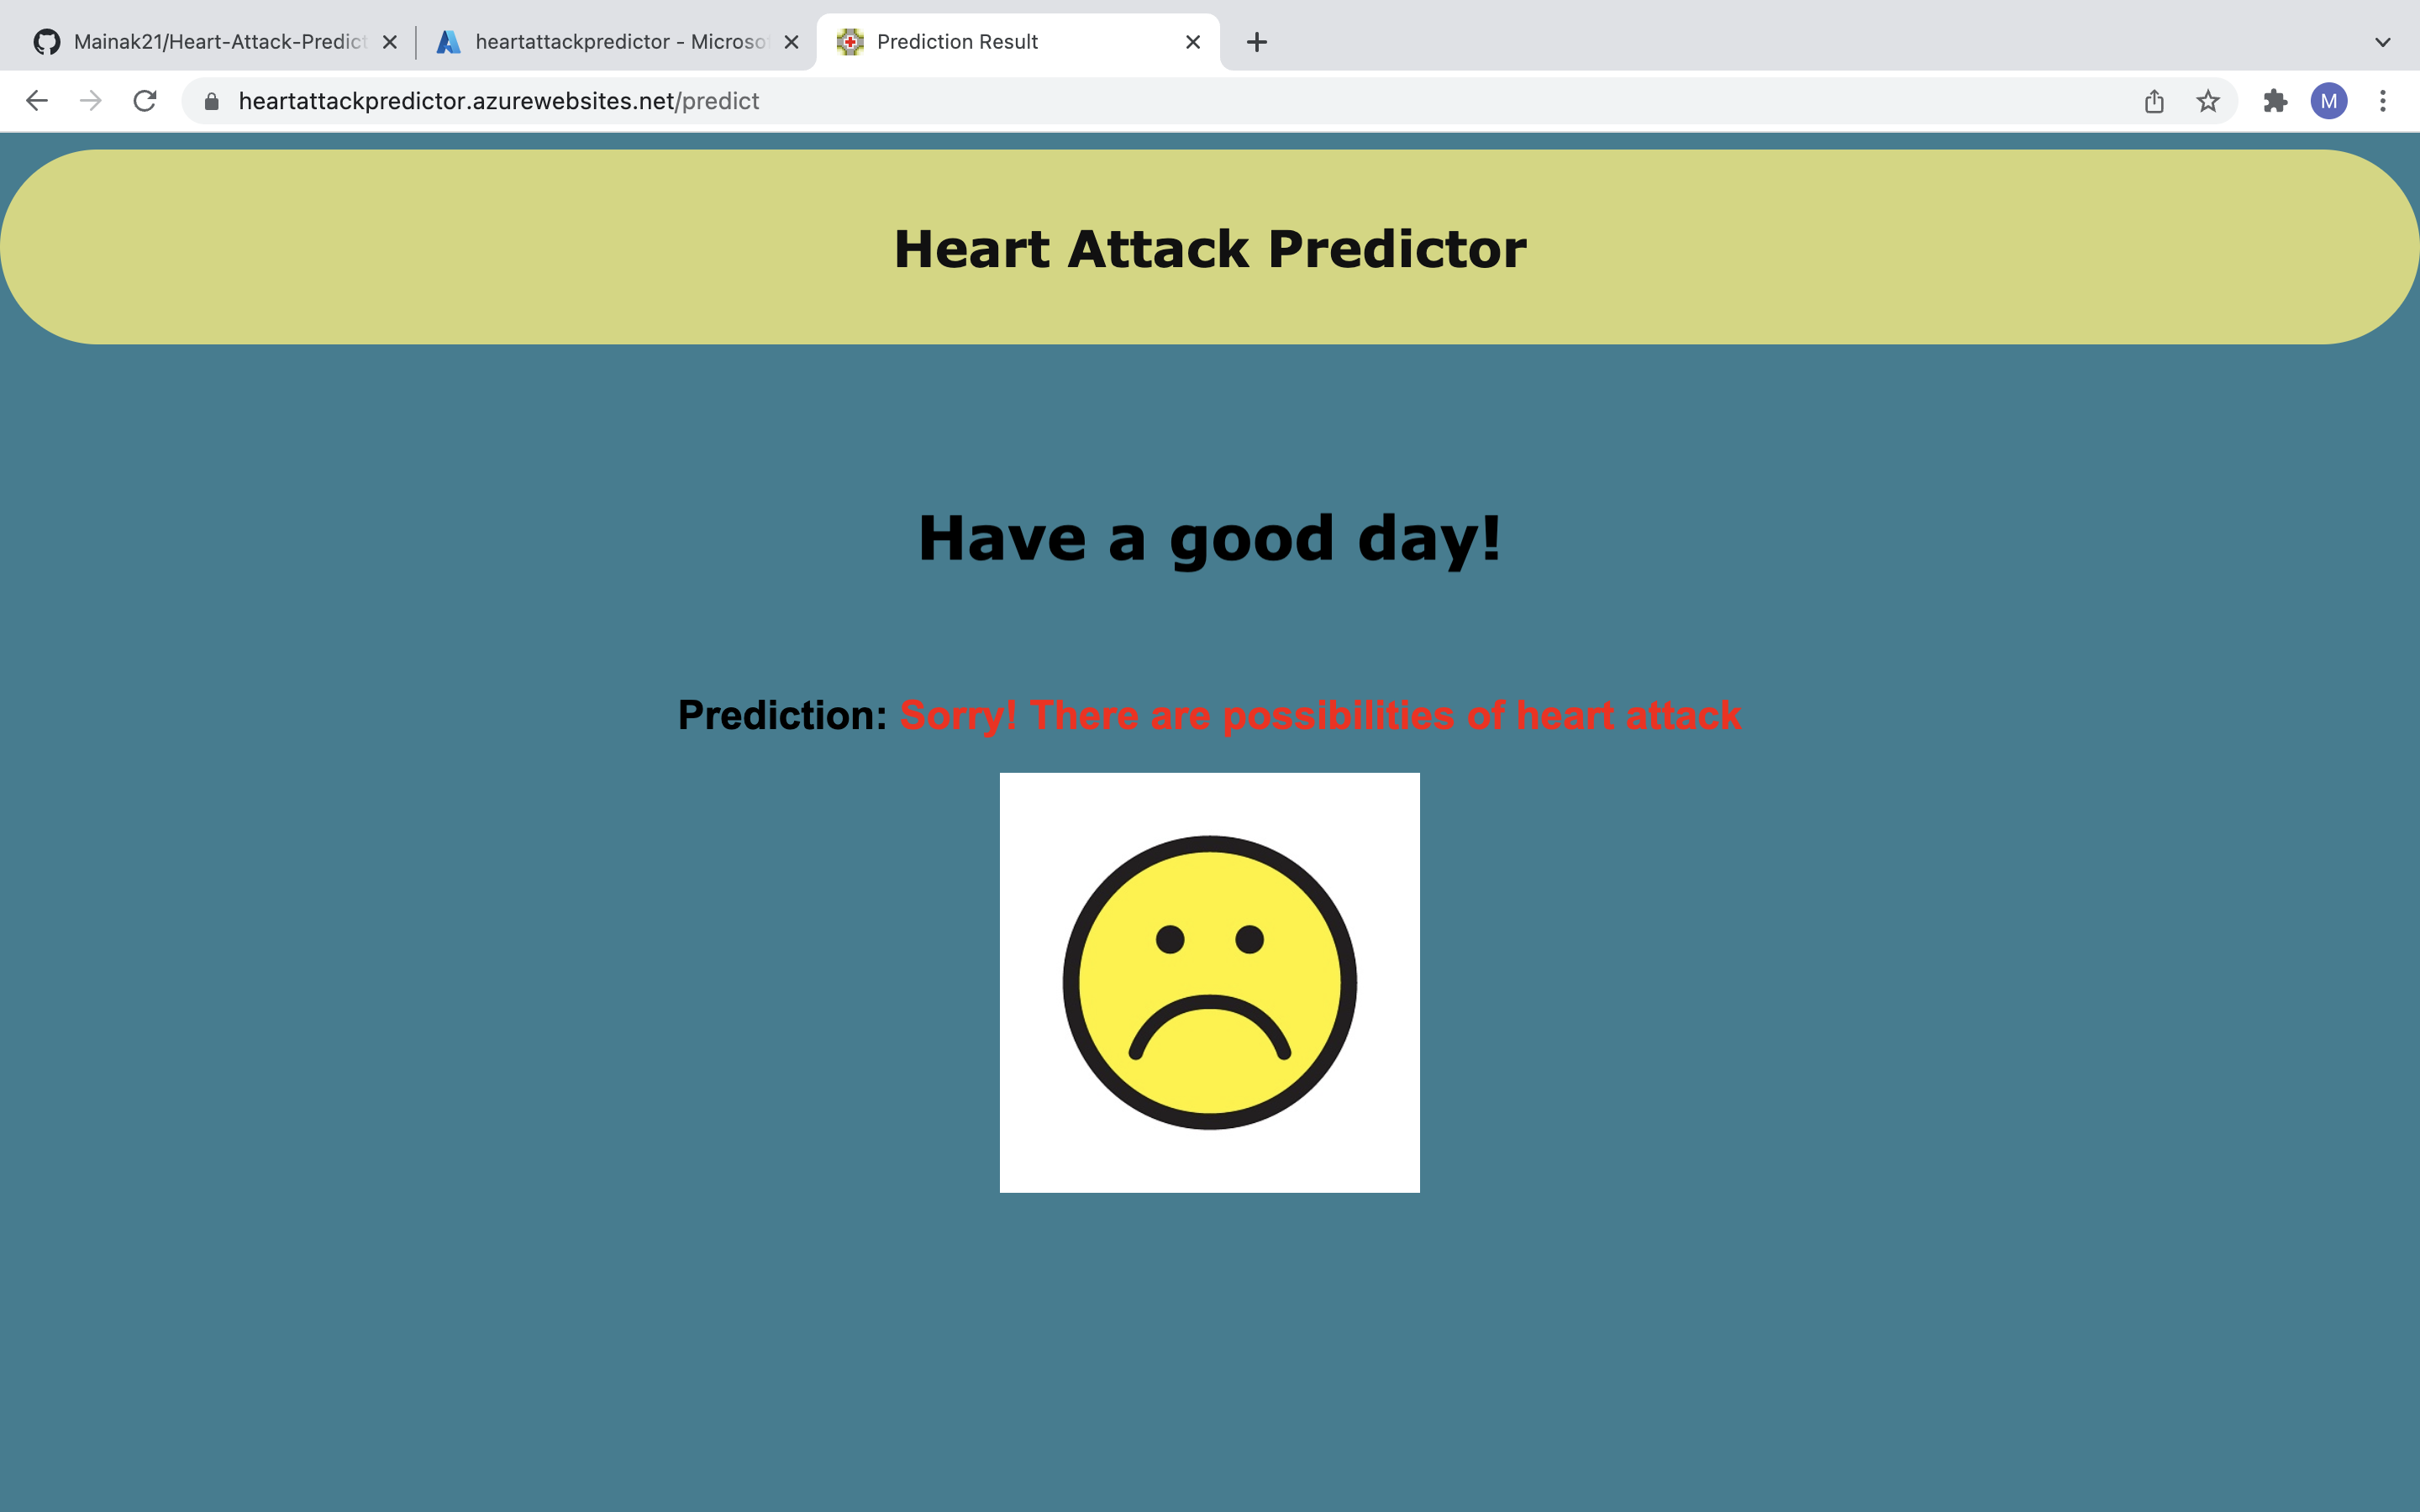 Mainak21/Heart-Attack-Predict
heartattackpredictor - Microso
Prediction Result
heartattackpredictor.azurewebsites.net/predict
M
Heart Attack Predictor
Have a good day!
Prediction: Sorry! There are possibilities of heart attack